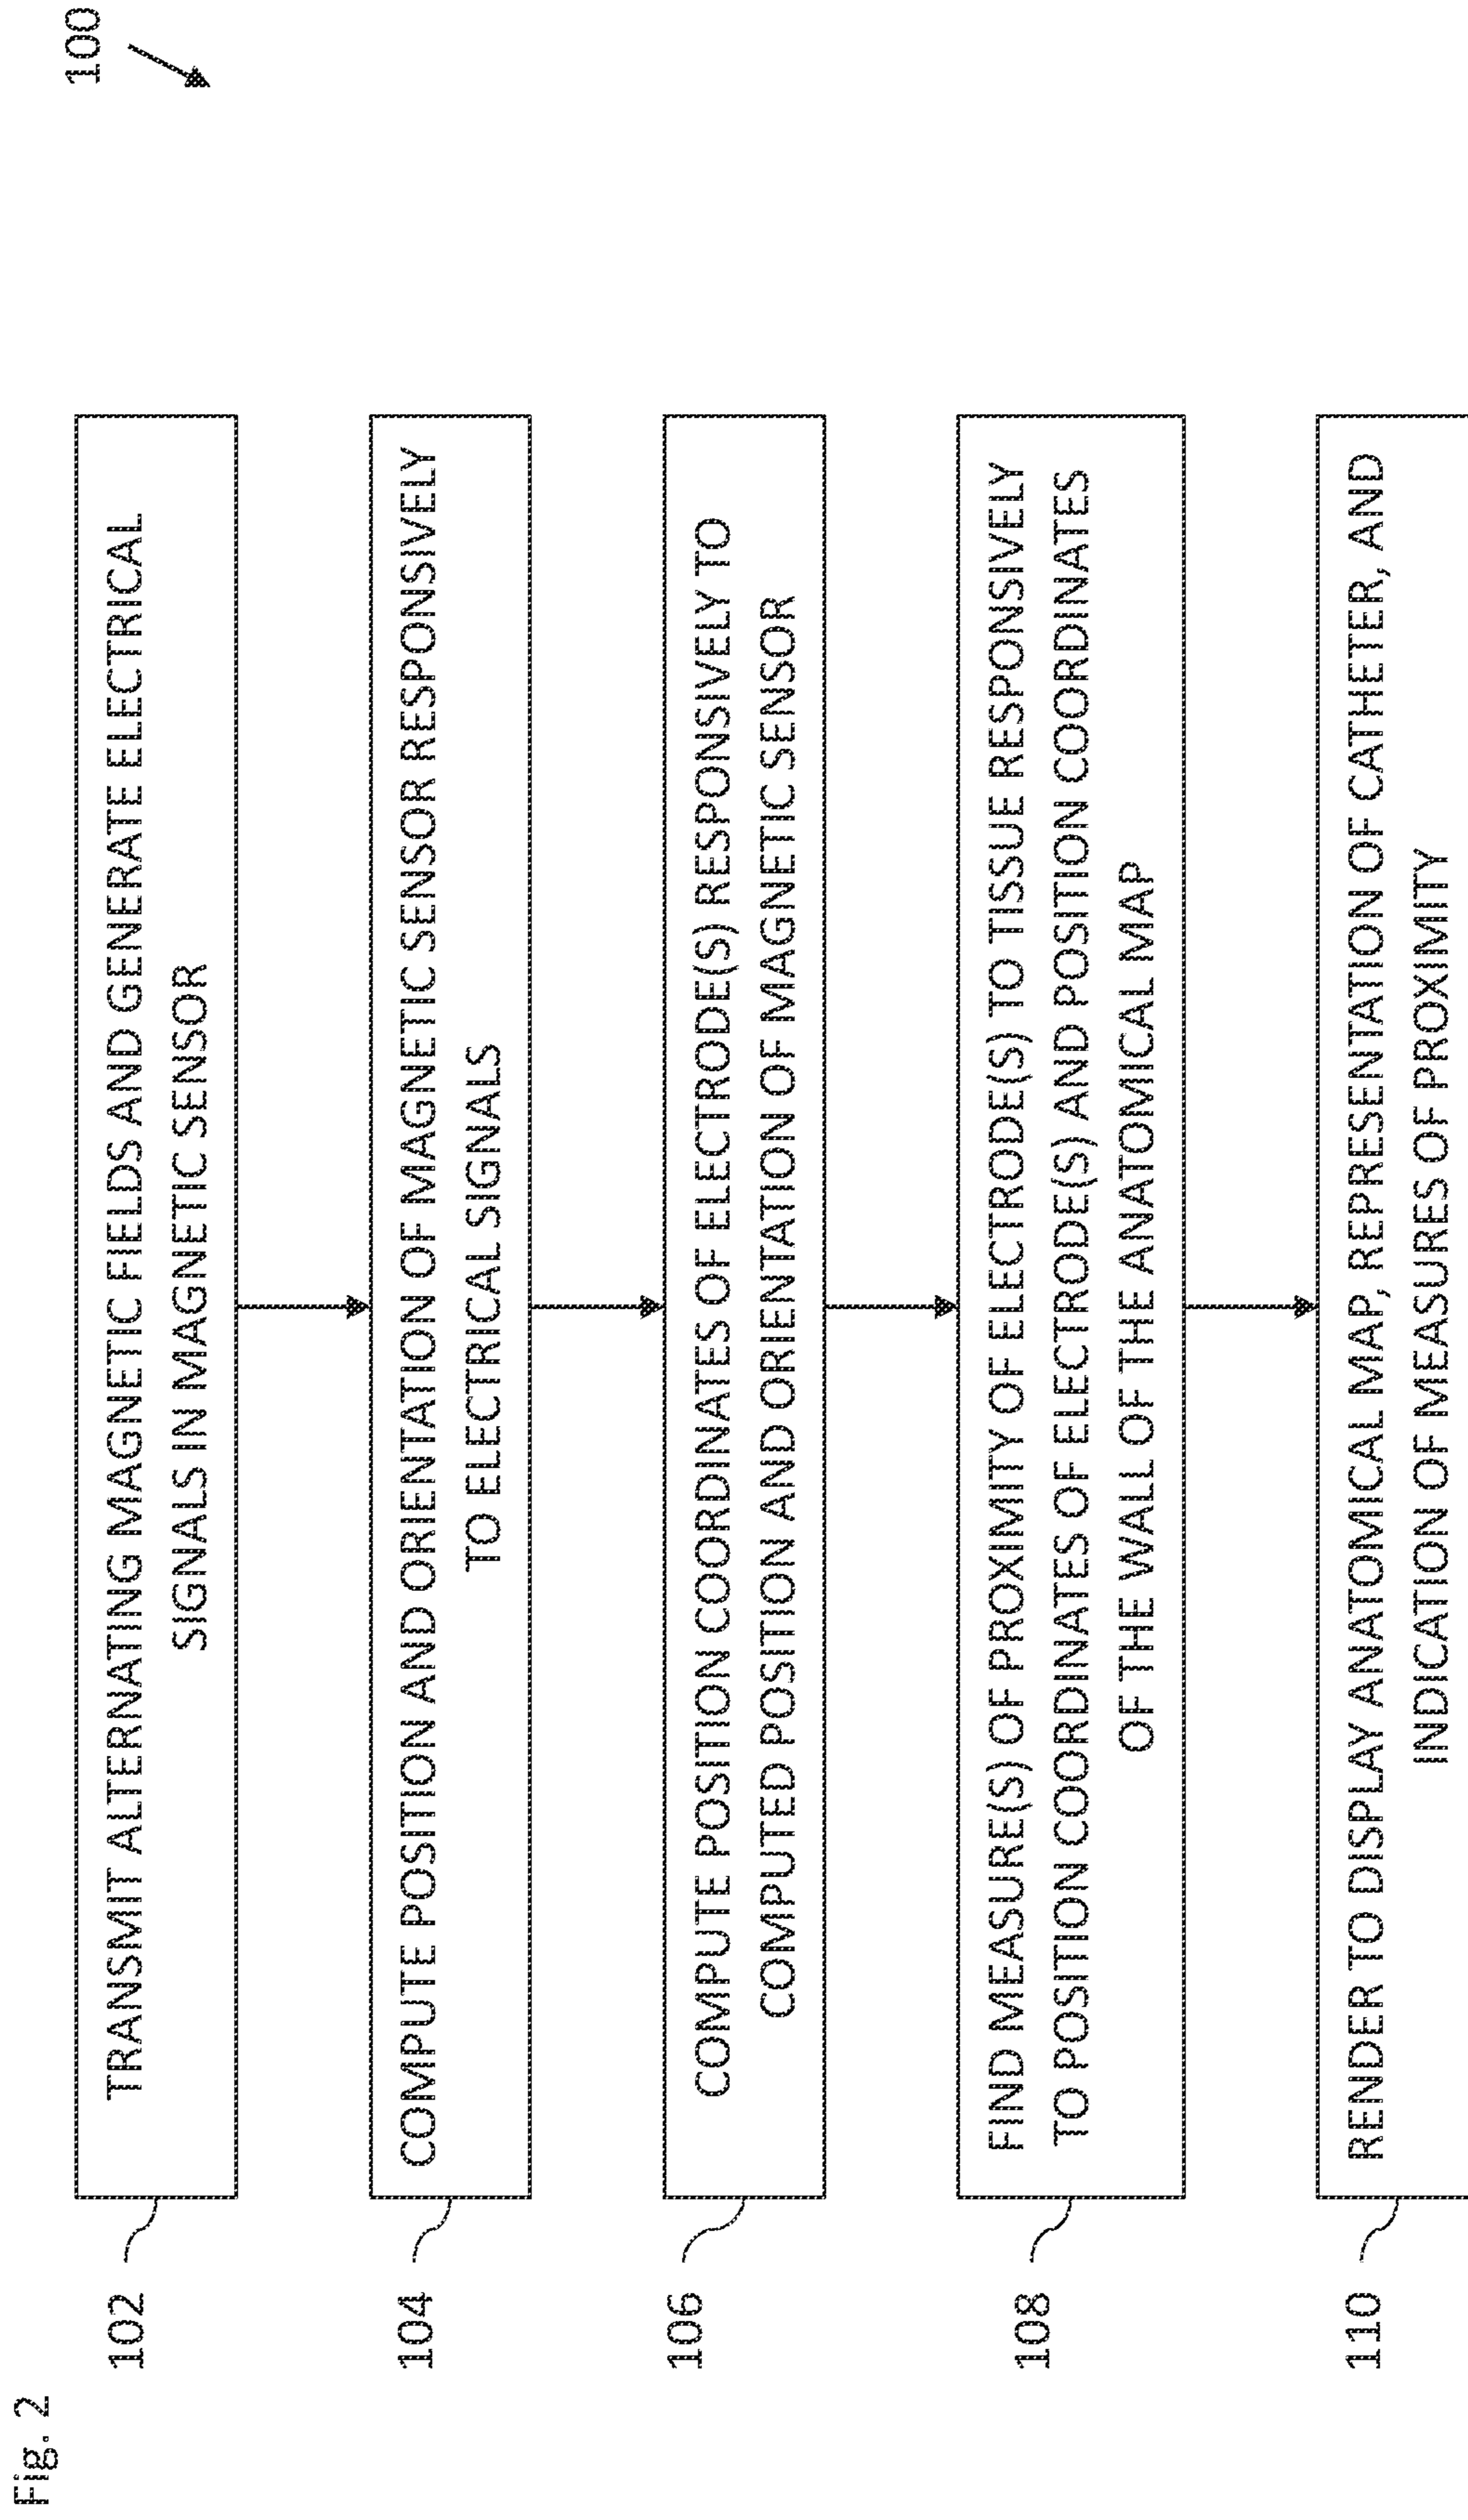 Fig. 2
100
102
TRANSMIT ALTERNATING MAGNETIC FIELDS AND GENERATE ELECTRICAL
SIGNALS IN MAGNETIC SENSOR
104
COMPUTE POSITION AND ORIENTATION OF MAGNETIC SENSOR RESPONSIVELY
TO ELECTRICAL SIGNALS
106
COMPUTE POSITION COORDINATES OF ELECTRODE(S) RESPONSIVELY TO
COMPUTED POSITION AND ORIENTATION OF MAGNETIC SENSOR
108
FIND MEASURE(S) OF PROXIMITY OF ELECTRODE(S) TO TISSUE RESPONSIVELY
TO POSITION COORDINATES OF ELECTRODE(S) AND POSITION COORDINATES
OF THE WALL OF THE ANATOMICAL MAP
110
RENDER TO DISPLAY ANATOMICAL MAP, REPRESENTATION OF CATHETER, AND
INDICATION OF MEASURES OF PROXIMITY